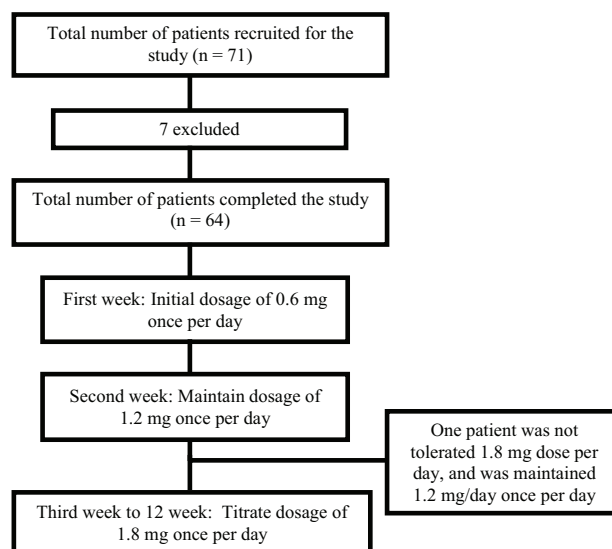 Total number of patients recruited for the
study (n = 71)
7 excluded
Total number of patients completed the study
(n = 64)
First week: Initial dosage of 0.6 mg
once per day
Second week: Maintain dosage of
1.2 mg once per day
One patient was not
tolerated 1.8 mg dose per
day, and was maintained
1.2 mg/day once per day
Third week to 12 week: Titrate dosage of
1.8 mg once per day